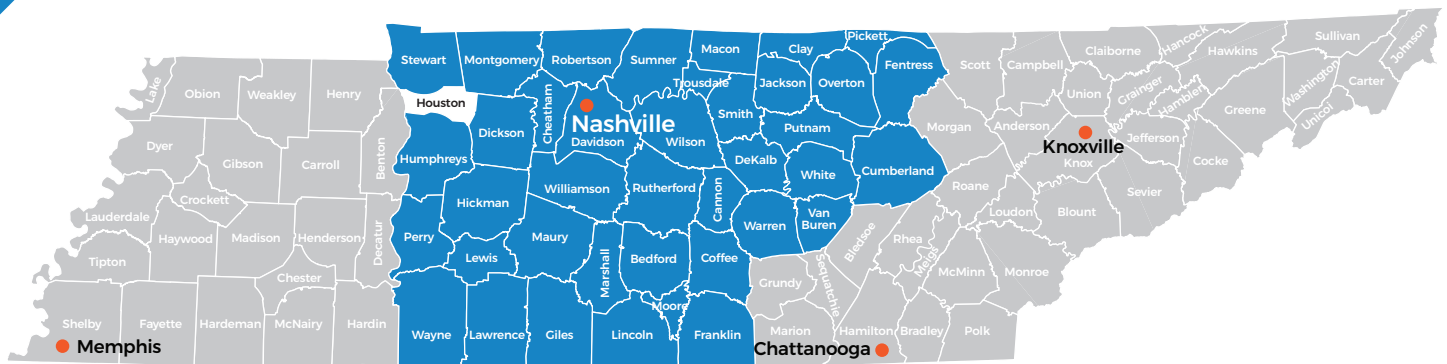 Lake
Obion
Weakley
Henry
Stewart
Montgomery
Robertson
Sumner
Macon
Clay
Pickett
Fentress
Scott
Campbell
Claiborne
Hancock
Hawkins
Sullivan
Johnson
Houston
Dickson
Cheatham
Nashville
Davidson
Wilson
Trousdale
Smith
Jackson
Overton
Putnam
Morgan
Anderson
Union
Grainger
Hamblen
Greene
Washington
Unicoi
Carter
Dyer
Gibson
Carroll
Benton
Humphreys
DeKalb
White
Cumberland
Knoxville
Knox
Jefferson
Cocke
Sevier
Crockett
Hickman
Williamson
Rutherford
Cannon
Warren
Van
Buren
Roane
Loudon
Blount
Lauderdale
Haywood
Madison
Henderson
Decatur
Perry
Lewis
Maury
Marshall
Bedford
Coffee
Bledsoe
Rhea
Meigs
McMinn
Monroe
Tipton
Chester
Moore
Grundy
Sequatchie
Shelby
Fayette
Hardeman
McNairy
Hardin
Wayne
Lawrence
Giles
Lincoln
Franklin
Marion
Hamilton
Bradley
Polk
Memphis
Chattanooga